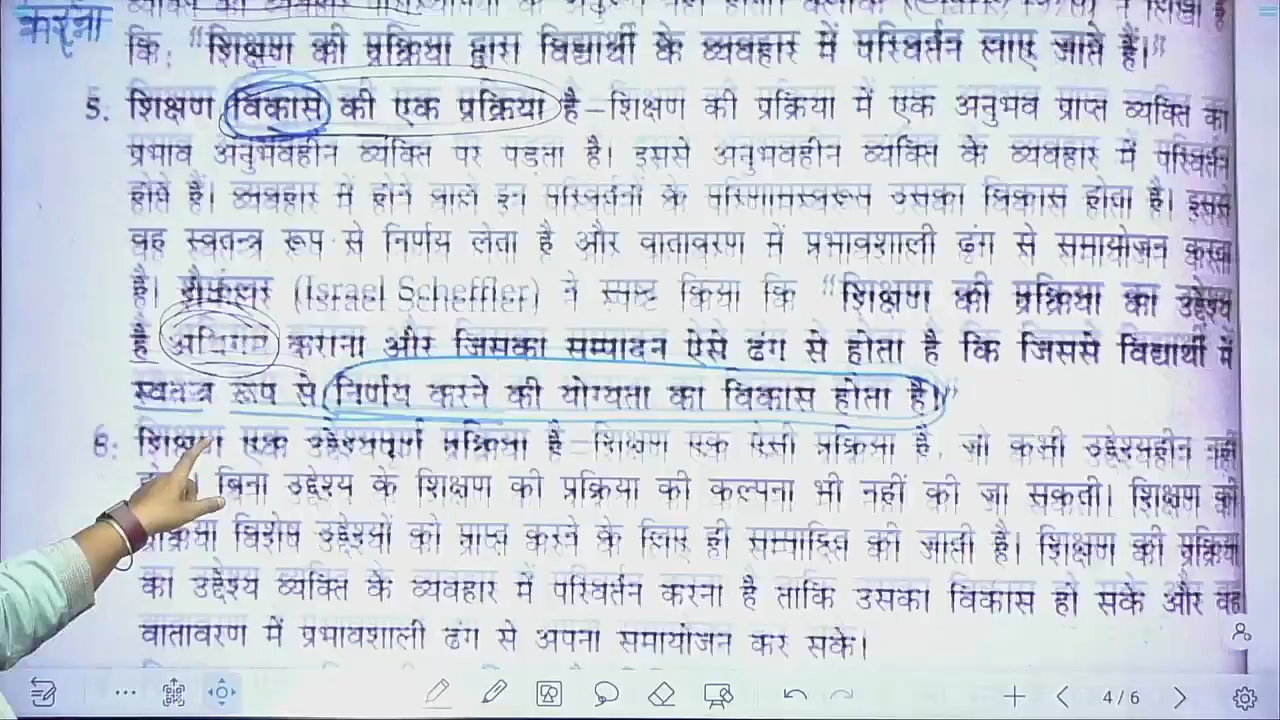 करना
कि, "शिक्षण की प्रक्रिया द्वारा विद्यार्थी के व्यवहार में परिवर्तन लाए जाते हैं।"
5. शिक्षण विकास की एक प्रक्रिया है–शिक्षण की प्रक्रिया में एक अनुभव प्राप्त व्यक्ति का
प्रभाव अनुभवहीन व्यक्ति पर पड़ता है। इससे अनुभवहीन व्यक्ति के व्यवहार में परिवर्तन
होते हैं। व्यवहार में होने वाले इन परिवर्तनों के परिणामस्वरूप उसका विकास होता है। इससे
वह स्वतन्त्र रूप से निर्णय लेता है और वातावरण में प्रभावशाली ढंग से समायोजन करता
है। शैफलर (Israel Scheffler) ने स्पष्ट किया कि "शिक्षण की प्रक्रिया का उद्देश्य
है अधिगम कराना और जिसका सम्पादन ऐसे ढंग से होता है कि जिससे विद्यार्थी में
स्वतन्त्र रूप से निर्णय करने की योग्यता का विकास होता है।"
6. शिक्षण एक उद्देश्यपूर्ण प्रक्रिया है–शिक्षण एक ऐसी प्रक्रिया है, जो कभी उद्देश्यहीन नहीं
बिना उद्देश्य के शिक्षण की प्रक्रिया की कल्पना भी नहीं की जा सकती। शिक्षण की
प्रक्रिया विशेष उद्देश्यों को प्राप्त करने के लिए ही सम्पादित की जाती है। शिक्षण की प्रक्रिया
का उद्देश्य व्यक्ति के व्यवहार में परिवर्तन करना है ताकि उसका विकास हो सके और वह
वातावरण में प्रभावशाली ढंग से अपना समायोजन कर सके।
4/6